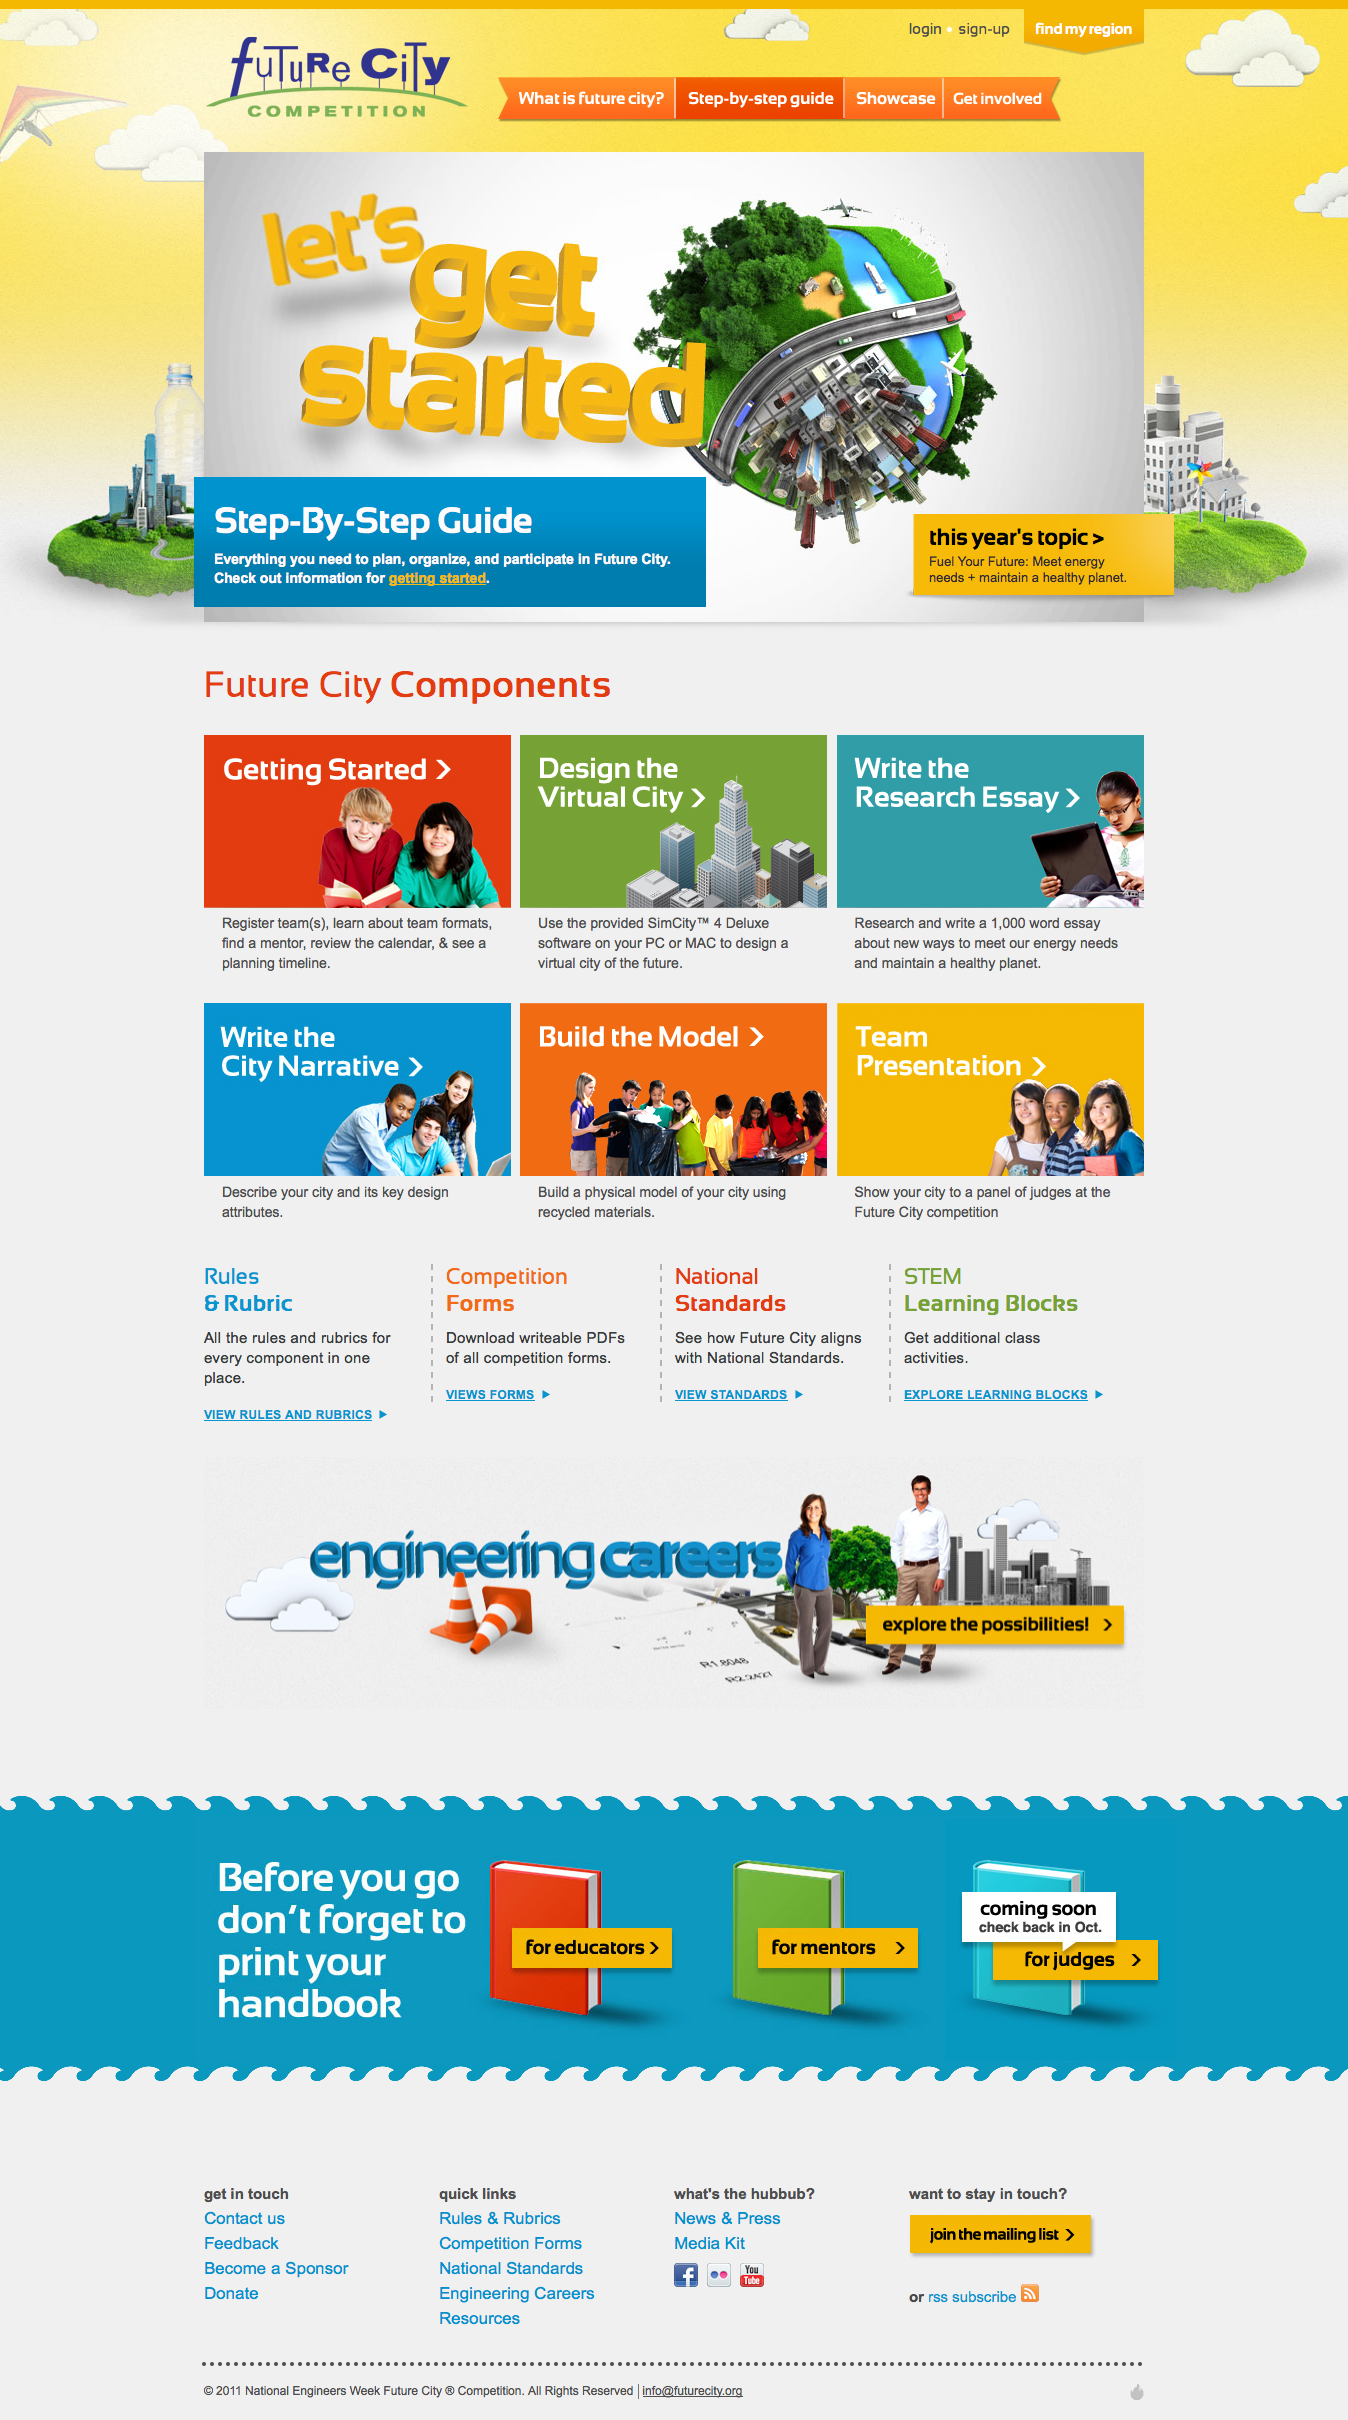 login • sign-up
find my region
FuTuRe CiTy
COMPETITION
What is future city?
Step-by-step guide
Showcase
Get involved
let's
get
started
Step-By-Step Guide
Everything you need to plan, organize, and participate in Future City.
Check out information for getting started.
this year's topic >
Fuel Your Future: Meet energy
needs + maintain a healthy planet.
Future City Components
Getting Started >
Design the
Virtual City >
Write the
Research Essay >
Register team(s), learn about team formats,
find a mentor, review the calendar, & see a
planning timeline.
Use the provided SimCity™ 4 Deluxe
software on your PC or MAC to design a
virtual city of the future.
Research and write a 1,000 word essay
about new ways to meet our energy needs
and maintain a healthy planet.
Write the
City Narrative >
Build the Model >
Team
Presentation >
Describe your city and its key design
attributes.
Build a physical model of your city using
recycled materials.
Show your city to a panel of judges at the
Future City competition
Rules
& Rubric
All the rules and rubrics for
every component in one
place.
VIEW RULES AND RUBRICS
Competition
Forms
Download writeable PDFs
of all competition forms.
VIEWS FORMS
National
Standards
See how Future City aligns
with National Standards.
VIEW STANDARDS
STEM
Learning Blocks
Get additional class
activities.
EXPLORE LEARNING BLOCKS
engineering careers
explore the possibilities! >
R1.8048
R2.2427
Before you go
don't forget to
print your
handbook
for educators >
for mentors >
coming soon
check back in Oct.
for judges >
get in touch
Contact us
Feedback
Become a Sponsor
Donate
quick links
Rules & Rubrics
Competition Forms
National Standards
Engineering Careers
Resources
what's the hubbub?
News & Press
Media Kit
You
Tube
want to stay in touch?
join the mailing list >
or rss subscribe
© 2011 National Engineers Week Future City ® Competition. All Rights Reserved | info@futurecity.org